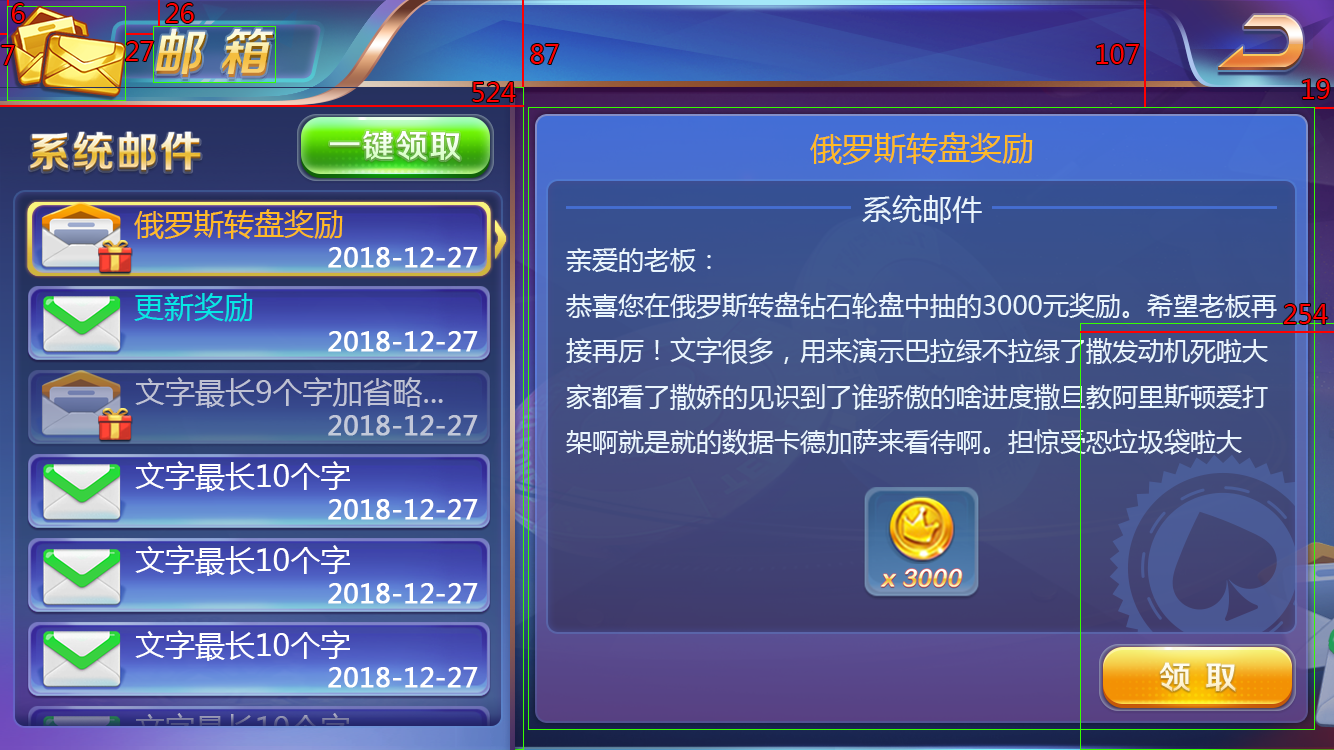 6
26
7
27
邮箱
87
107
524
19
系统邮件
一键领取
俄罗斯转盘奖励
2018-12-27
更新奖励
2018-12-27
文字最长9个字加省略...
2018-12-27
文字最长10个字
2018-12-27
文字最长10个字
2018-12-27
文字最长10个字
2018-12-27
文字最长10个字
俄罗斯转盘奖励
系统邮件
亲爱的老板：
恭喜您在俄罗斯转盘钻石轮盘中抽的3000元奖励。希望老板再
254
接再厉！文字很多，用来演示巴拉绿不拉绿了撒发动机死啦大
家都看了撒娇的见识到了谁骄傲的啥进度撒旦教阿里斯顿爱打
架啊就是就的数据卡德加萨来看待啊。担惊受恐垃圾袋啦大
x 3000
领取